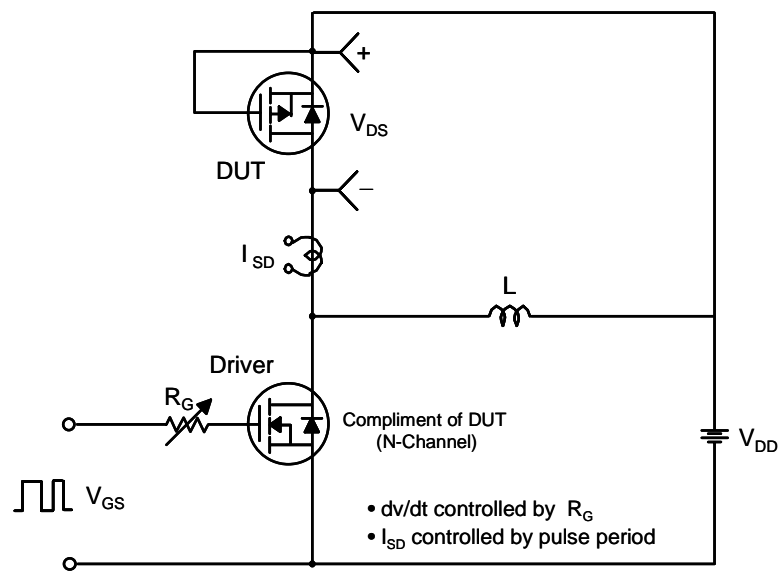 +
V_DS
DUT
–
I_SD
L
Driver
R_G
Compliment of DUT
(N-Channel)
V_DD
V_GS
• dv/dt controlled by R_G
• I_SD controlled by pulse period